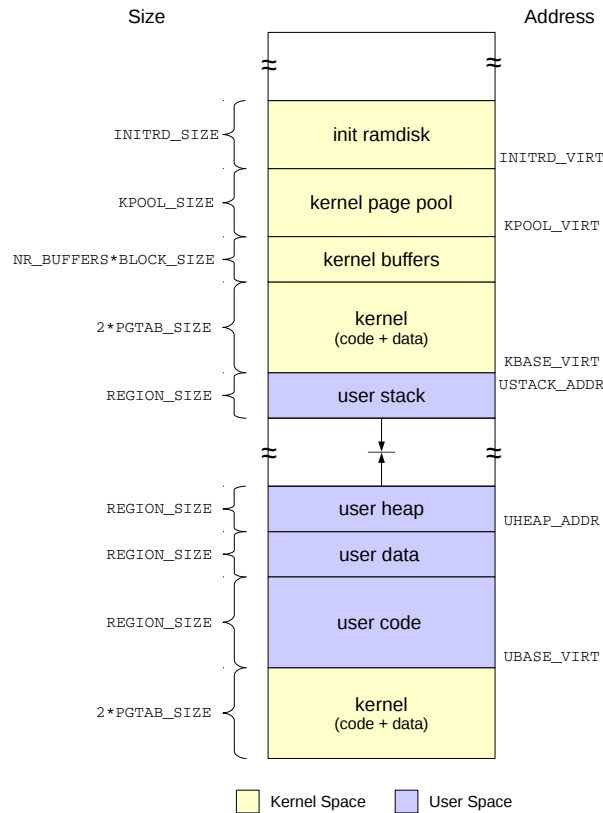 Size
Address
INITRD_SIZE
init ramdisk
INITRD_VIRT
KPOOL_SIZE
kernel page pool
KPOOL_VIRT
NR_BUFFERS*BLOCK_SIZE
kernel buffers
2*PGTAB_SIZE
kernel
(code + data)
KBASE_VIRT
USTACK_ADDR
REGION_SIZE
user stack
REGION_SIZE
user heap
UHEAP_ADDR
REGION_SIZE
user data
REGION_SIZE
user code
UBASE_VIRT
2*PGTAB_SIZE
kernel
(code + data)
Kernel Space
User Space